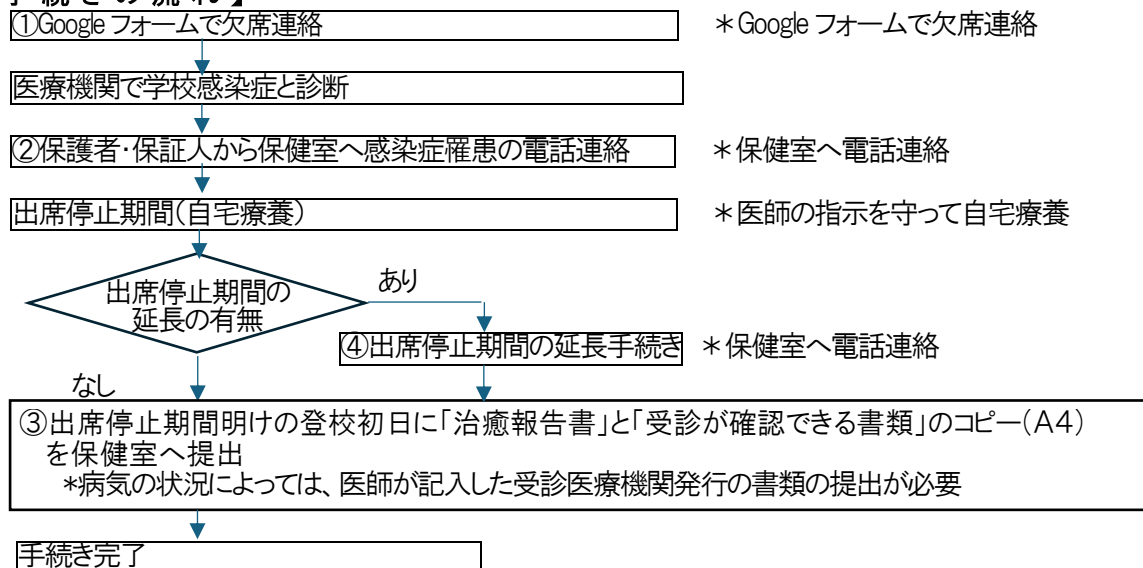 ①Google フォームで欠席連絡
＊Google フォームで欠席連絡
医療機関で学校感染症と診断
②保護者・保証人から保健室へ感染症罹患の電話連絡
＊保健室へ電話連絡
出席停止期間(自宅療養)
＊医師の指示を守って自宅療養
出席停止期間の
延長の有無
あり
④出席停止期間の延長手続き
＊保健室へ電話連絡
なし
③出席停止期間明けの登校初日に「治癒報告書」と「受診が確認できる書類」のコピー(A4)
を保健室へ提出
*病気の状況によっては、医師が記入した受診医療機関発行の書類の提出が必要
手続き完了